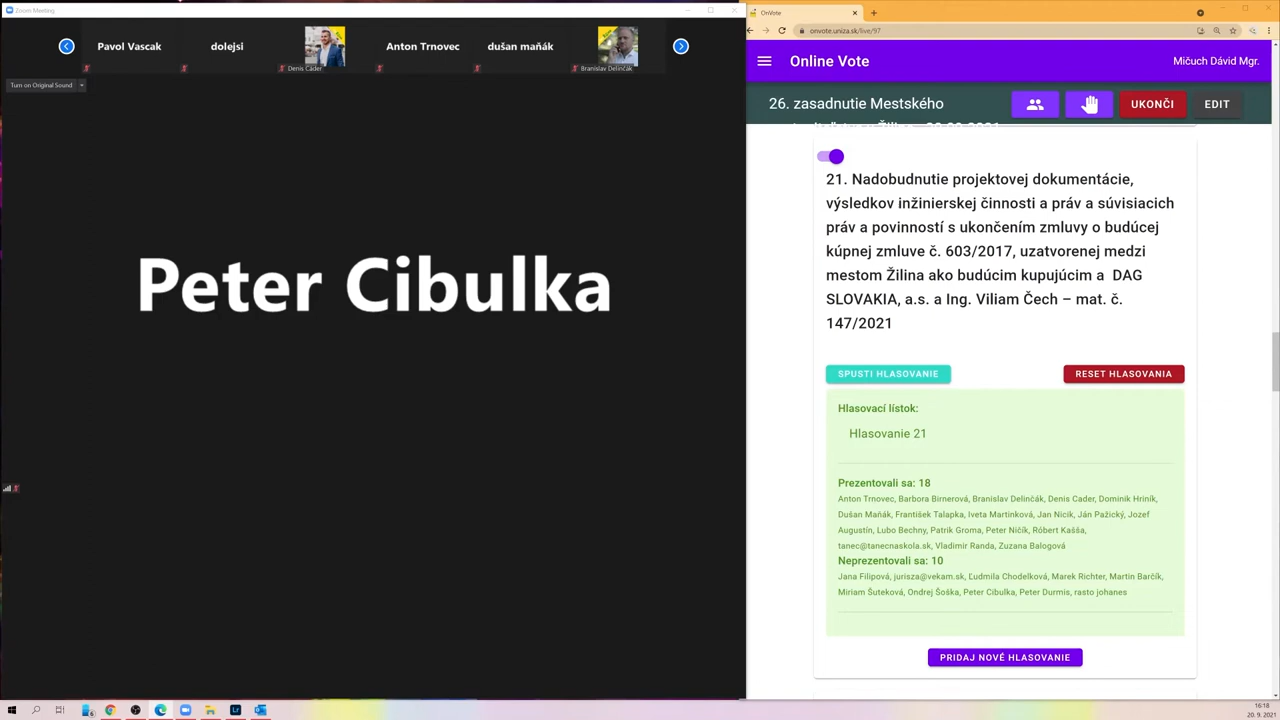 Zoom Meeting
Pavol Vascak
dolejsi
Denis Cáder
Anton Trnovec
dušan maňák
Branislav Delinčák
Turn on Original Sound
Peter Cibulka
OnVote
onvote.uniza.sk/live/97
Online Vote
Mičuch Dávid Mgr.
26. zasadnutie Mestského
UKONČI
EDIT
21. Nadobudnutie projektovej dokumentácie,
výsledkov inžinierskej činnosti a práv a súvisiacich
práv a povinností s ukončením zmluvy o budúcej
kúpnej zmluve č. 603/2017, uzatvorenej medzi
mestom Žilina ako budúcim kupujúcim a DAG
SLOVAKIA, a.s. a Ing. Viliam Čech – mat. č.
147/2021
SPUSTI HLASOVANIE
RESET HLASOVANIA
Hlasovací lístok:
Hlasovanie 21
Prezentovali sa: 18
Anton Trnovec, Barbora Birnerová, Branislav Delinčák, Denis Cader, Dominik Hriník,
Dušan Maňák, František Talapka, Iveta Martinková, Jan Nicik, Ján Pažický, Jozef
Augustín, Lubo Bechny, Patrik Groma, Peter Ničík, Róbert Kašša,
tanec@tanecnaskola.sk, Vladimír Randa, Zuzana Balogová
Neprezentovali sa: 10
Jana Filipová, jurisza@vekam.sk, Ľudmila Chodelková, Marek Richter, Martin Barčík,
Miriam Šuteková, Ondrej Šoška, Peter Cibulka, Peter Durmis, rasto johanes
PRIDAJ NOVÉ HLASOVANIE
16:18
20. 9. 2021